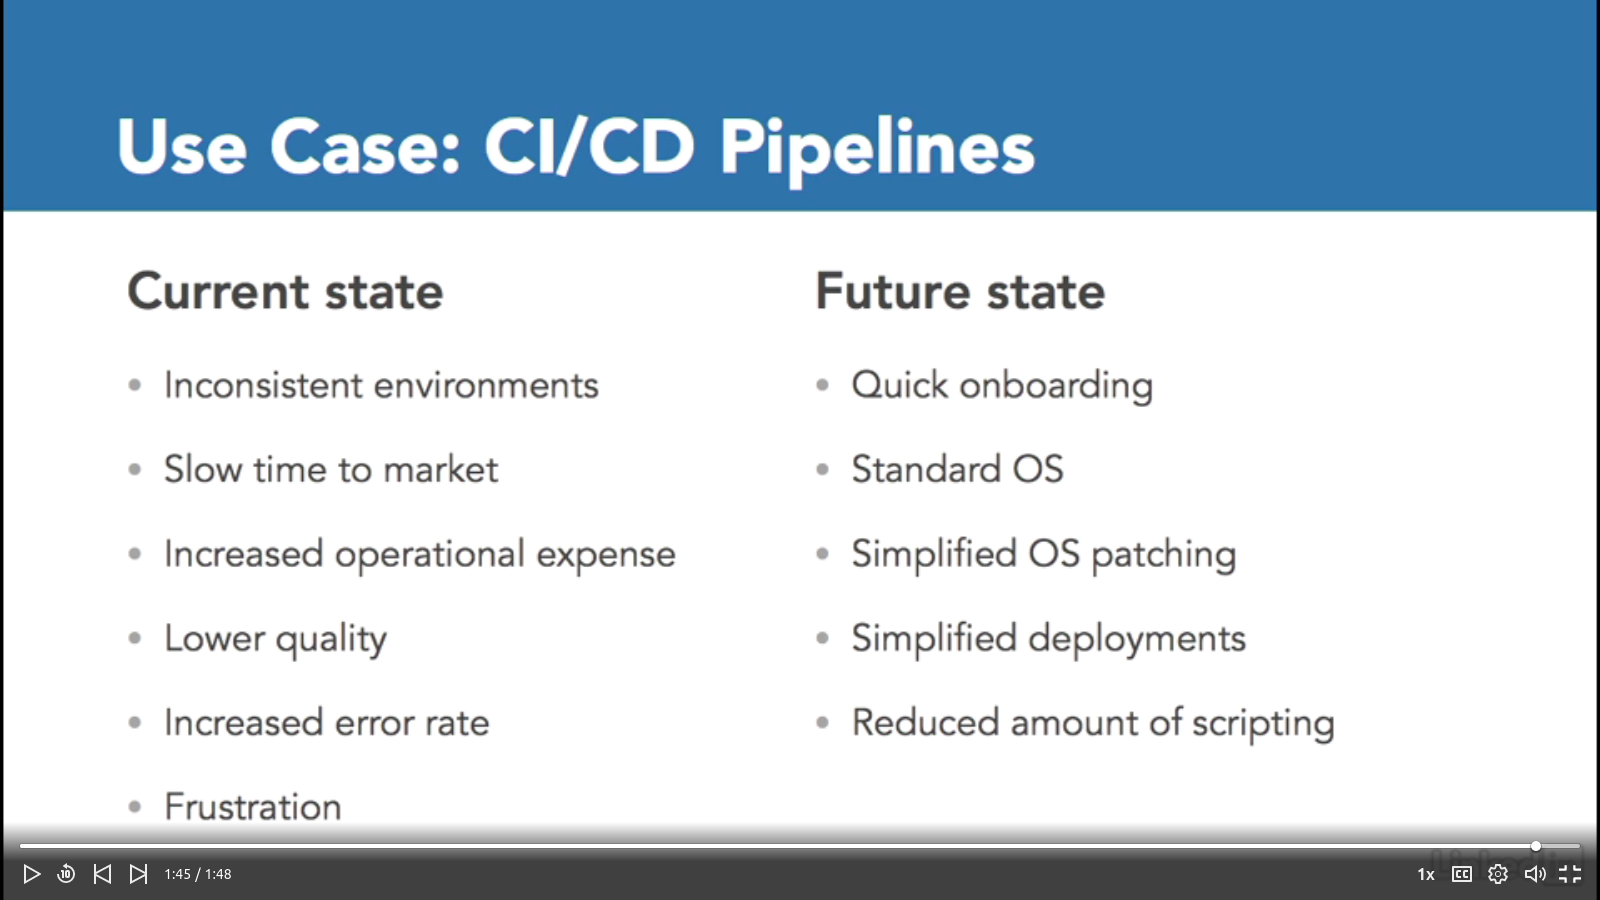 Use Case: CI/CD Pipelines
Current state
Inconsistent environments
Slow time to market
Increased operational expense
Lower quality
Increased error rate
Frustration
Future state
Quick onboarding
Standard OS
Simplified OS patching
Simplified deployments
Reduced amount of scripting
10
1:45 / 1:48
1x
CC